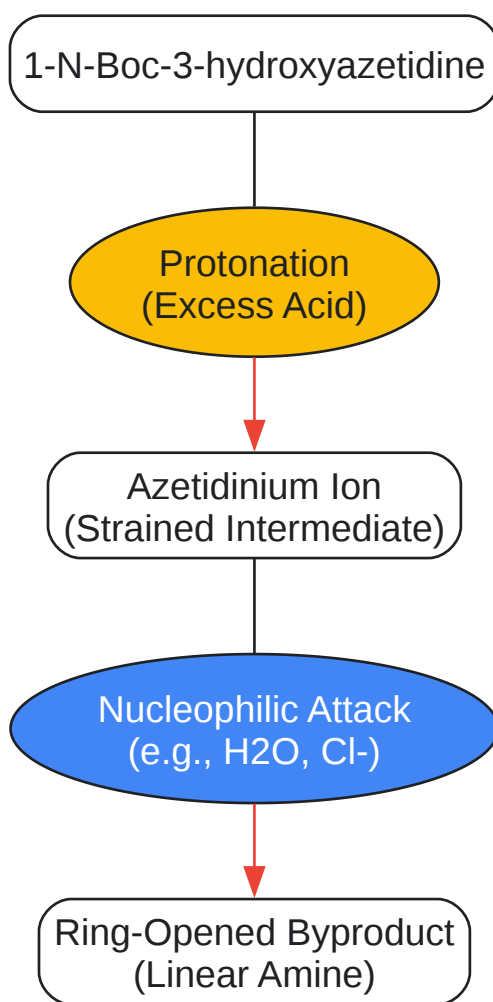 1-N-Boc-3-hydroxyazetidine
Protonation
(Excess Acid)
Azetidinium Ion
(Strained Intermediate)
Nucleophilic Attack
(e.g., H2O, Cl-)
Ring-Opened Byproduct
(Linear Amine)